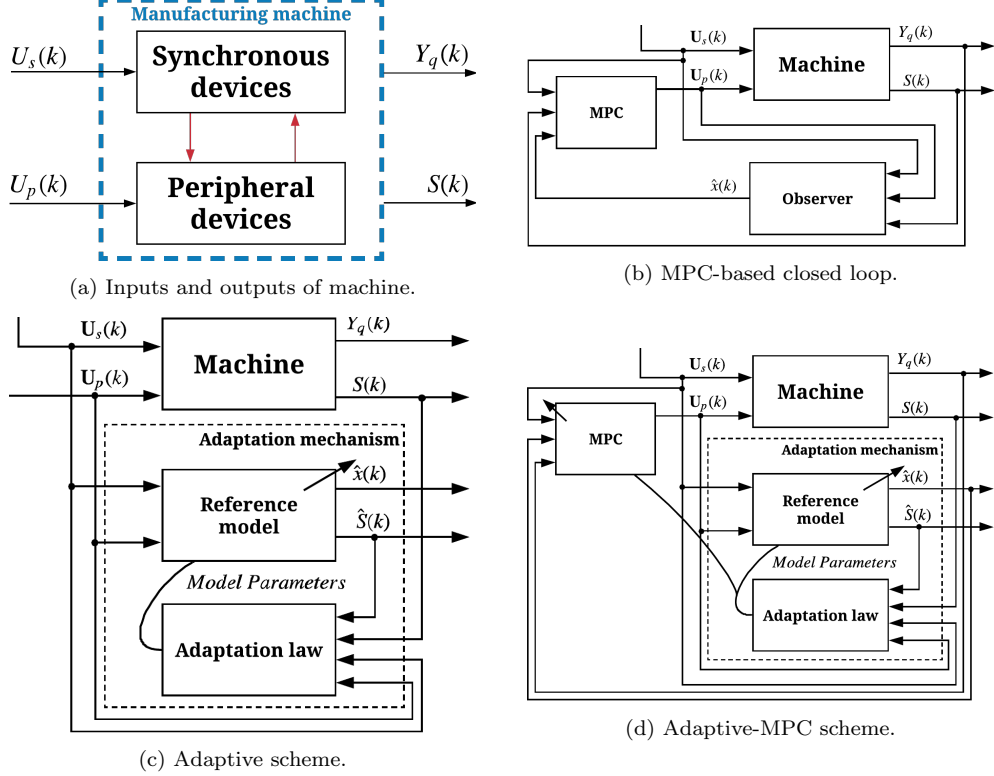 Manufacturing machine
U_s(k)
Synchronous
devices
Y_q(k)
U_p(k)
Peripheral
devices
S(k)
(a) Inputs and outputs of machine.
U_s(k)
Y_q(k)
Machine
U_p(k)
S(k)
MPC
x̂(k)
Observer
(b) MPC-based closed loop.
U_s(k)
Y_q(k)
Machine
U_p(k)
S(k)
Adaptation mechanism
x̂(k)
Reference
model
Ŝ(k)
Model Parameters
Adaptation law
(c) Adaptive scheme.
U_s(k)
Y_q(k)
Machine
U_p(k)
S(k)
MPC
Adaptation mechanism
x̂(k)
Reference
model
Ŝ(k)
Model Parameters
Adaptation law
(d) Adaptive-MPC scheme.